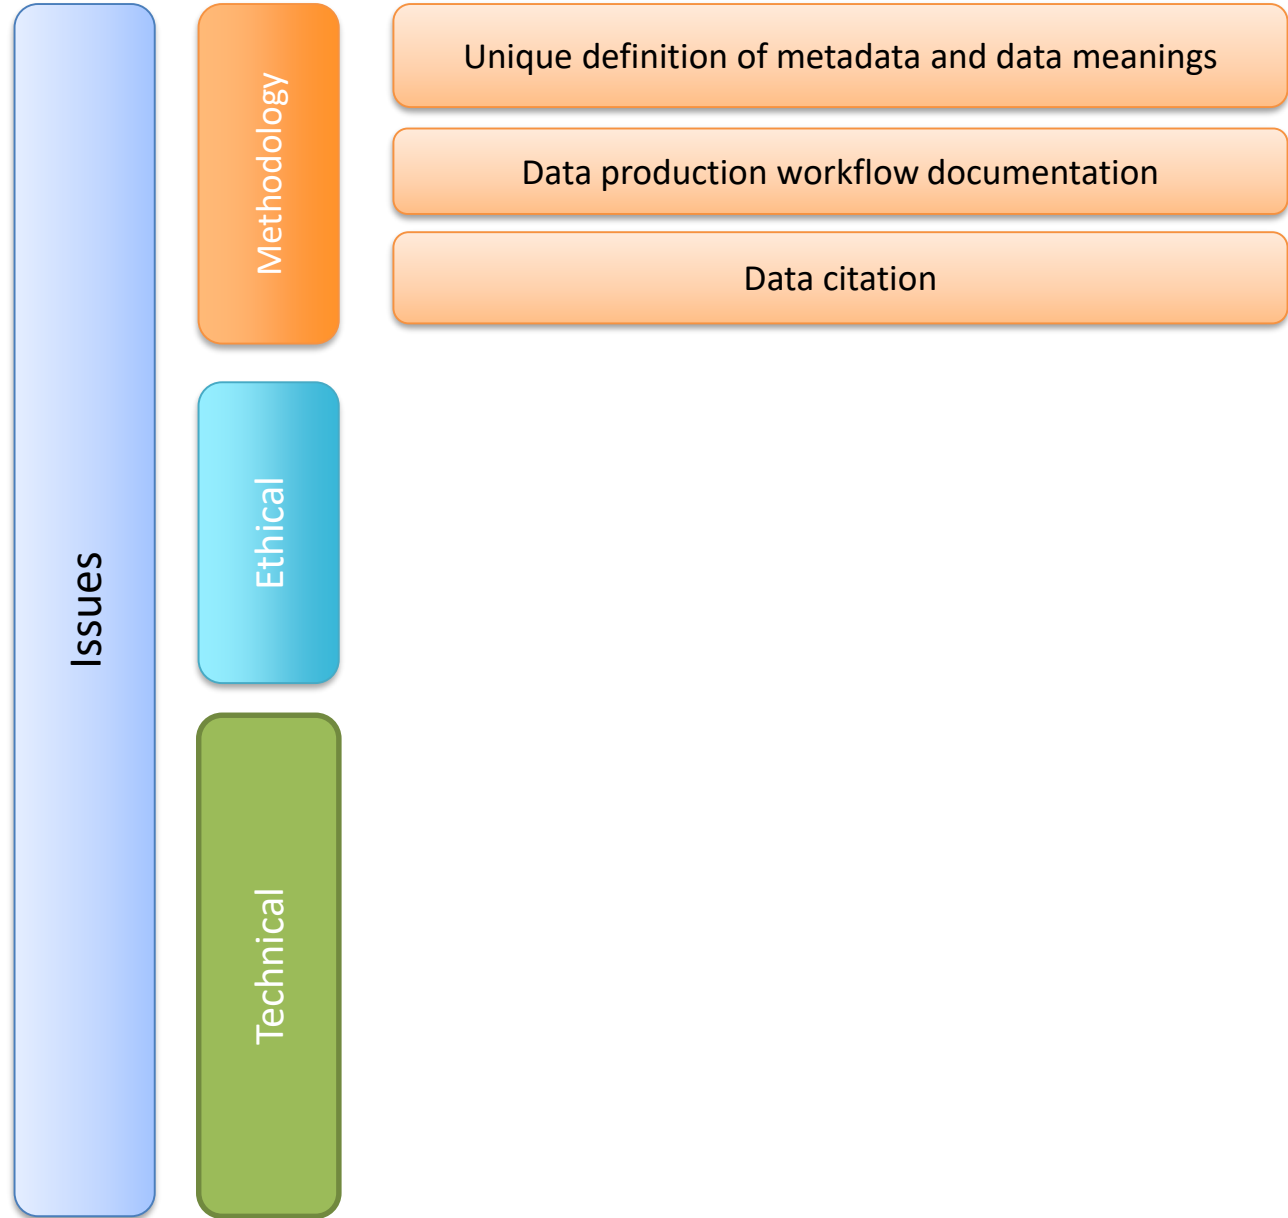 Issues
Methodology
Unique definition of metadata and data meanings
Data production workflow documentation
Data citation
Ethical
Technical